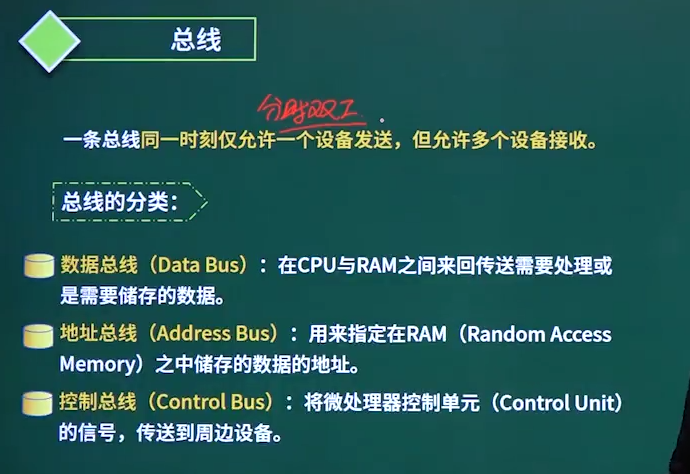 总线
分时双工
一条总线同一时刻仅允许一个设备发送，但允许多个设备接收。
总线的分类：
数据总线（Data Bus）：在CPU与RAM之间来回传送需要处理或
是需要储存的数据。
地址总线（Address Bus）：用来指定在RAM（Random Access
Memory）之中储存的数据的地址。
控制总线（Control Bus）：将微处理器控制单元（Control Unit）
的信号，传送到周边设备。